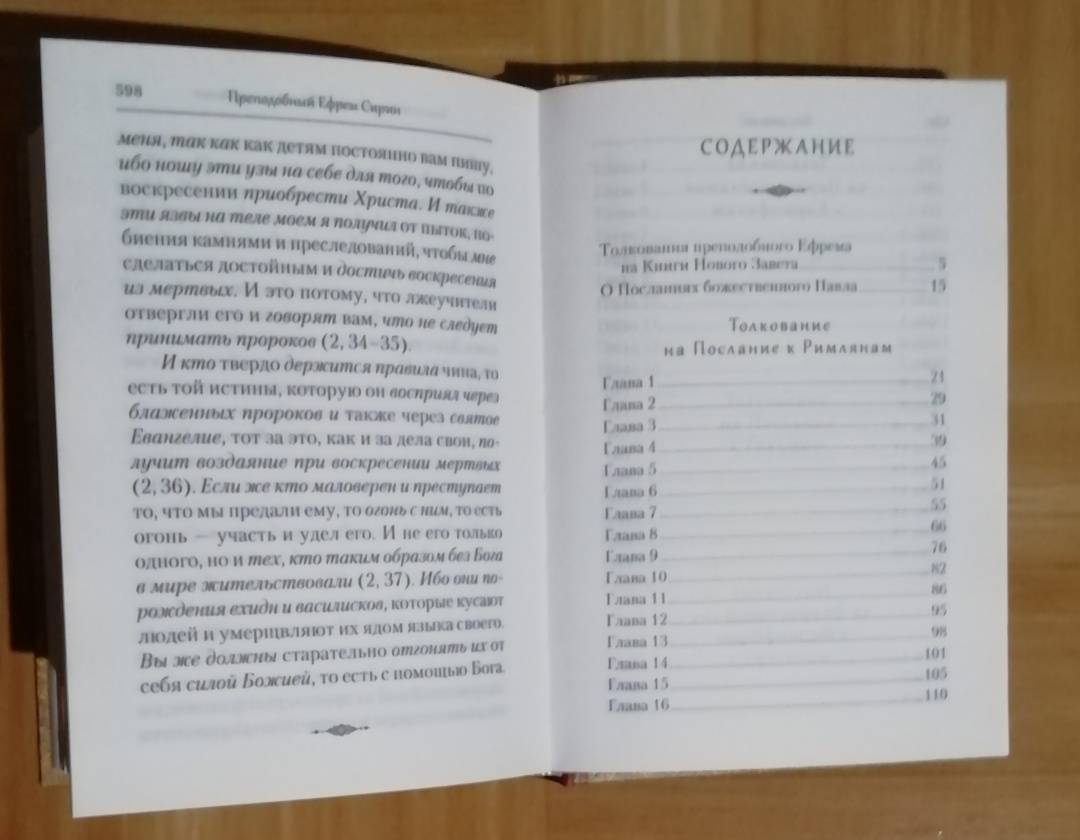 598
Преподобный Ефрем Сирин
меня, так как как детям постоянно вам пишу,
ибо ношу эти узы на себе для того, чтобы по
воскресении приобрести Христа. И также
эти язвы на теле моем я получил от пыток, по-
биения камнями и преследований, чтобы мне
сделаться достойным и достичь воскресения
из мертвых. И это потому, что лжеучители
отвергли его и говорят вам, что не следует
принимать пророков (2, 34–35).
И кто твердо держится правила чина, то
есть той истины, которую он восприял через
блаженных пророков и также через святое
Евангелие, тот за это, как и за дела свои, по-
лучит воздаяние при воскресении мертвых
(2, 36). Если же кто маловерен и преступает
то, что мы предали ему, то огонь с ним, то есть
огонь — участь и удел его. И не его только
одного, но и тех, кто таким образом без Бога
в мире жительствовали (2, 37). Ибо они по-
рождения ехидн и василисков, которые кусают
людей и умерщвляют их ядом языка своего.
Вы же должны старательно отгонять их от
себя силой Божией, то есть с помощью Бога.
СОДЕРЖАНИЕ
Толкования преподобного Ефрема
на Книги Нового Завета 5
О Посланиях божественного Павла 15
Толкование
на Послание к Римлянам
Глава 1 21
Глава 2 29
Глава 3 31
Глава 4 39
Глава 5 45
Глава 6 51
Глава 7 55
Глава 8 66
Глава 9 76
Глава 10 82
Глава 11 86
Глава 12 95
Глава 13 98
Глава 14 101
Глава 15 105
Глава 16 110